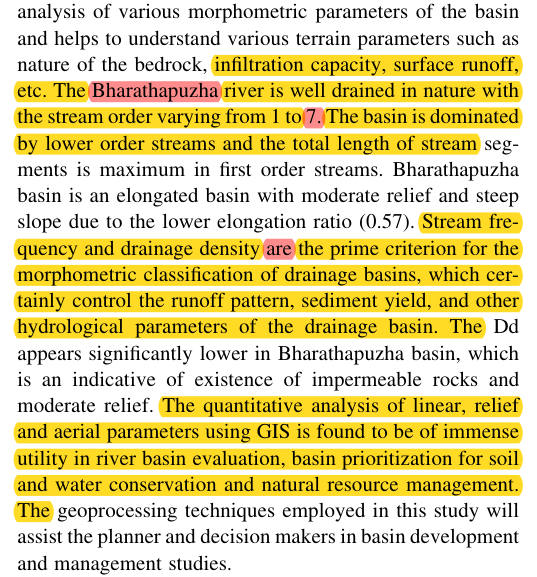 analysis of various morphometric parameters of the basin
and helps to understand various terrain parameters such as
nature of the bedrock, infiltration capacity, surface runoff,
etc. The Bharathapuzha river is well drained in nature with
the stream order varying from 1 to 7. The basin is dominated
by lower order streams and the total length of stream seg-
ments is maximum in first order streams. Bharathapuzha
basin is an elongated basin with moderate relief and steep
slope due to the lower elongation ratio (0.57). Stream fre-
quency and drainage density are the prime criterion for the
morphometric classification of drainage basins, which cer-
tainly control the runoff pattern, sediment yield, and other
hydrological parameters of the drainage basin. The Dd
appears significantly lower in Bharathapuzha basin, which
is an indicative of existence of impermeable rocks and
moderate relief. The quantitative analysis of linear, relief
and aerial parameters using GIS is found to be of immense
utility in river basin evaluation, basin prioritization for soil
and water conservation and natural resource management.
The geoprocessing techniques employed in this study will
assist the planner and decision makers in basin development
and management studies.